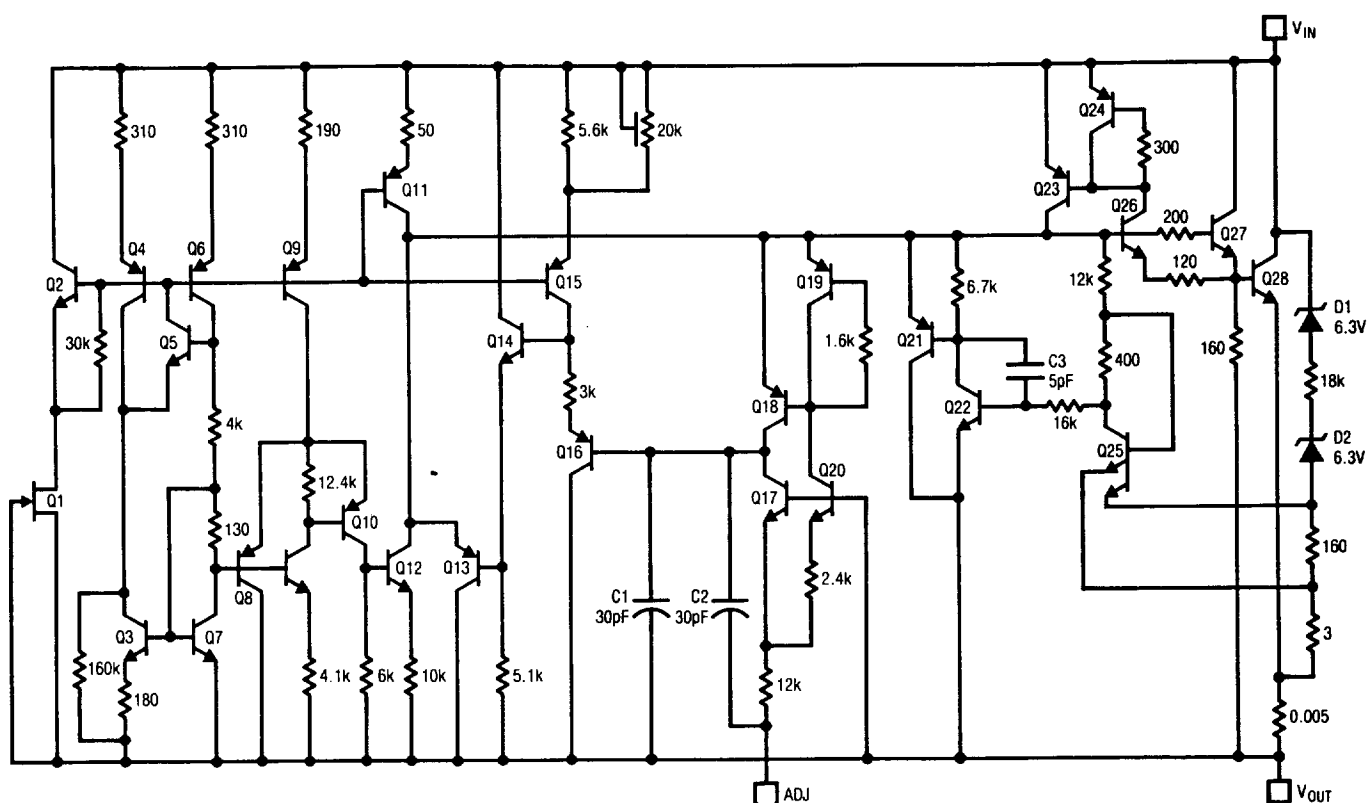 V_IN
Q24
310
310
190
50
5.6k
20k
300
Q11
Q23
Q26
200
Q27
Q4
Q6
Q9
120
Q2
Q15
Q19
6.7k
12k
Q28
D1
6.3V
30k
Q5
Q14
1.6k
Q21
C3
5pF
400
160
18k
3k
Q18
Q22
16k
4k
Q16
Q25
D2
6.3V
12.4k
Q20
Q1
Q10
Q17
130
160
Q8
Q12
Q13
2.4k
C1
30pF
C2
30pF
Q3
Q7
3
160k
180
4.1k
6k
10k
5.1k
12k
0.005
ADJ
V_OUT